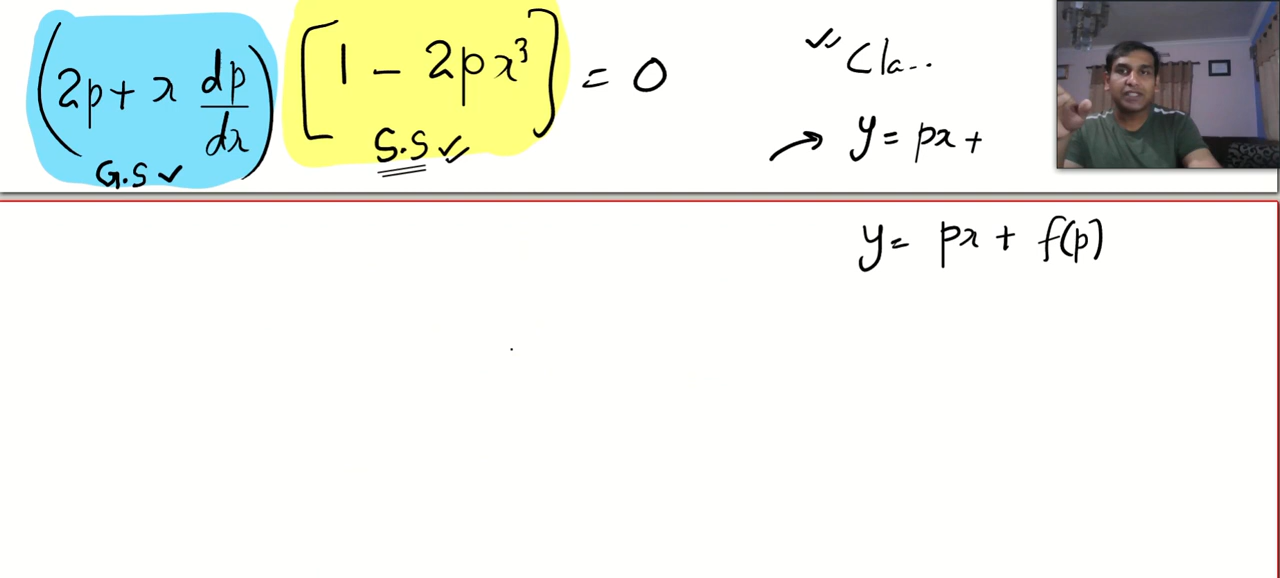 (2p + x dp/dx) [1 - 2px³] = 0
G.S ✓
S.S ✓
✓ Cla..
→ y = px +
y = px + f(p)